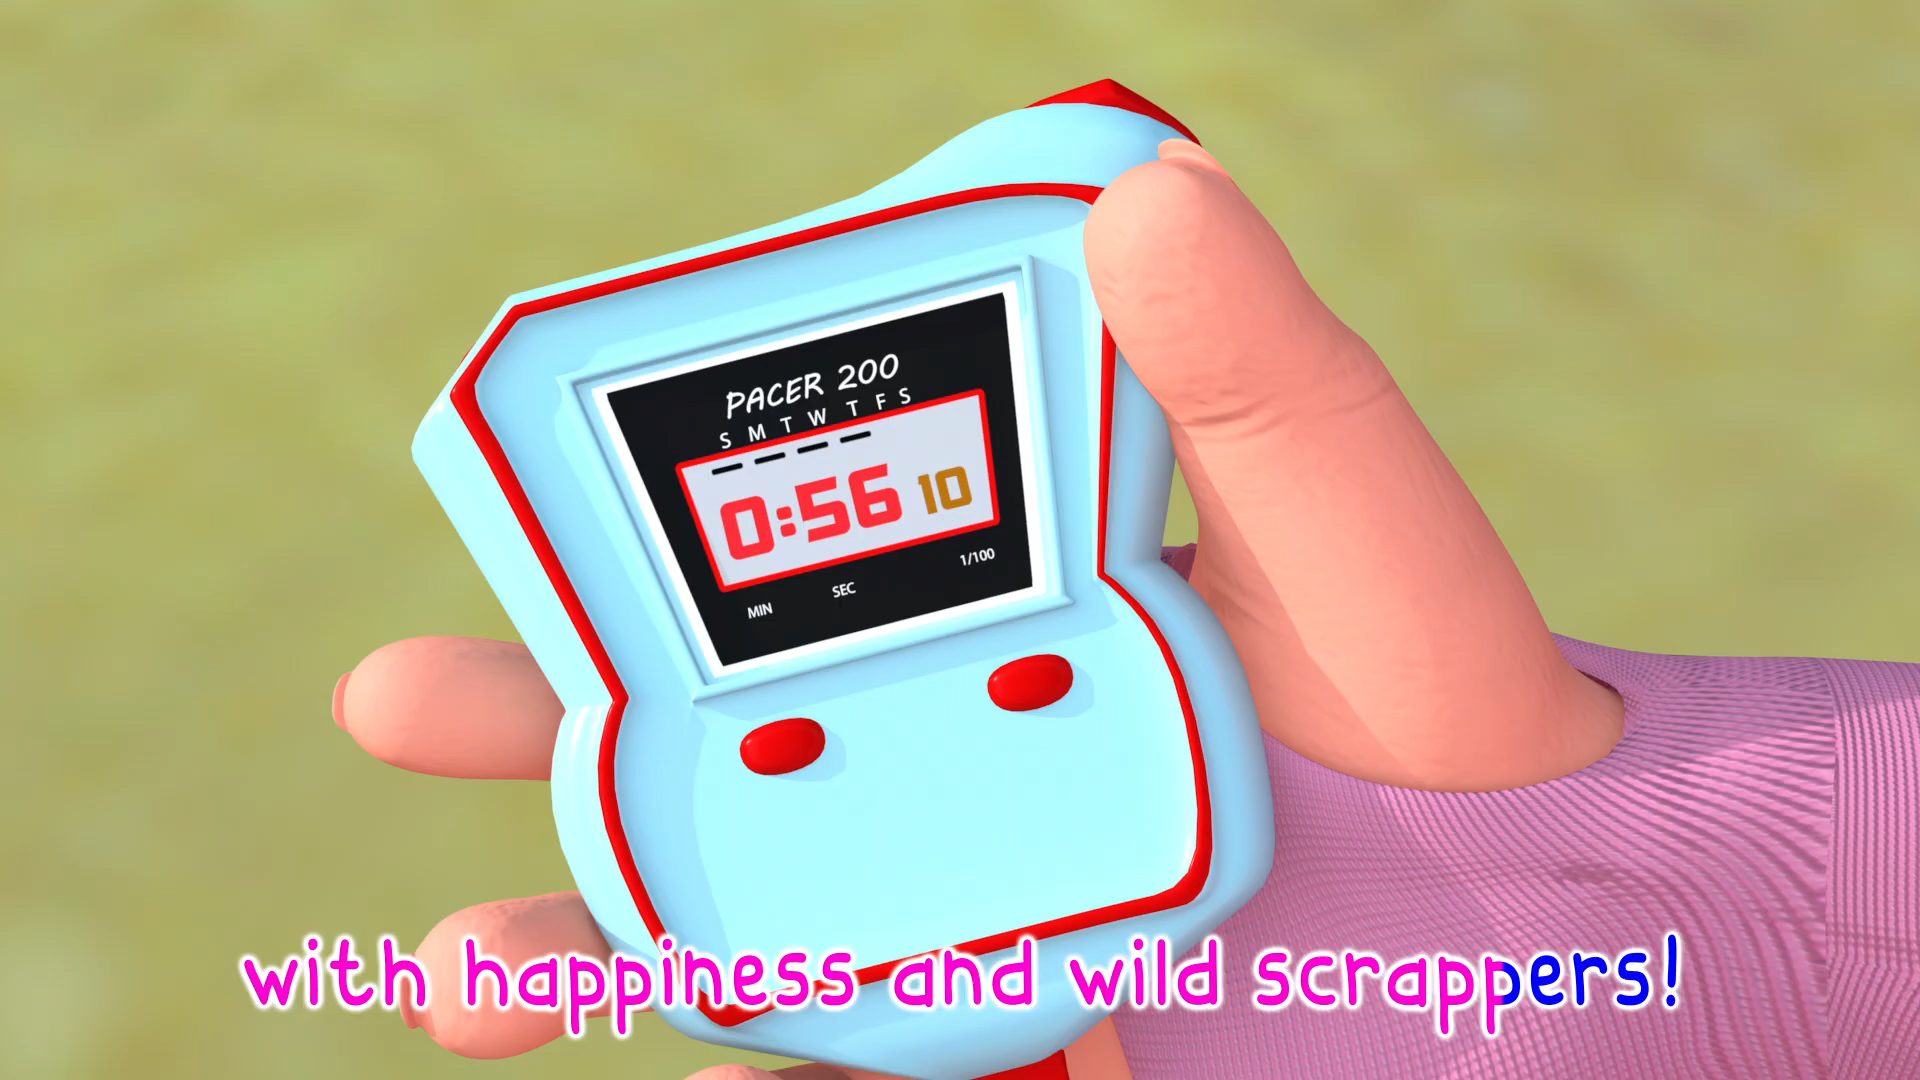 PACER 200
S M T W T F S
0:56 10
MIN SEC 1/100
with happiness and wild scrappers!